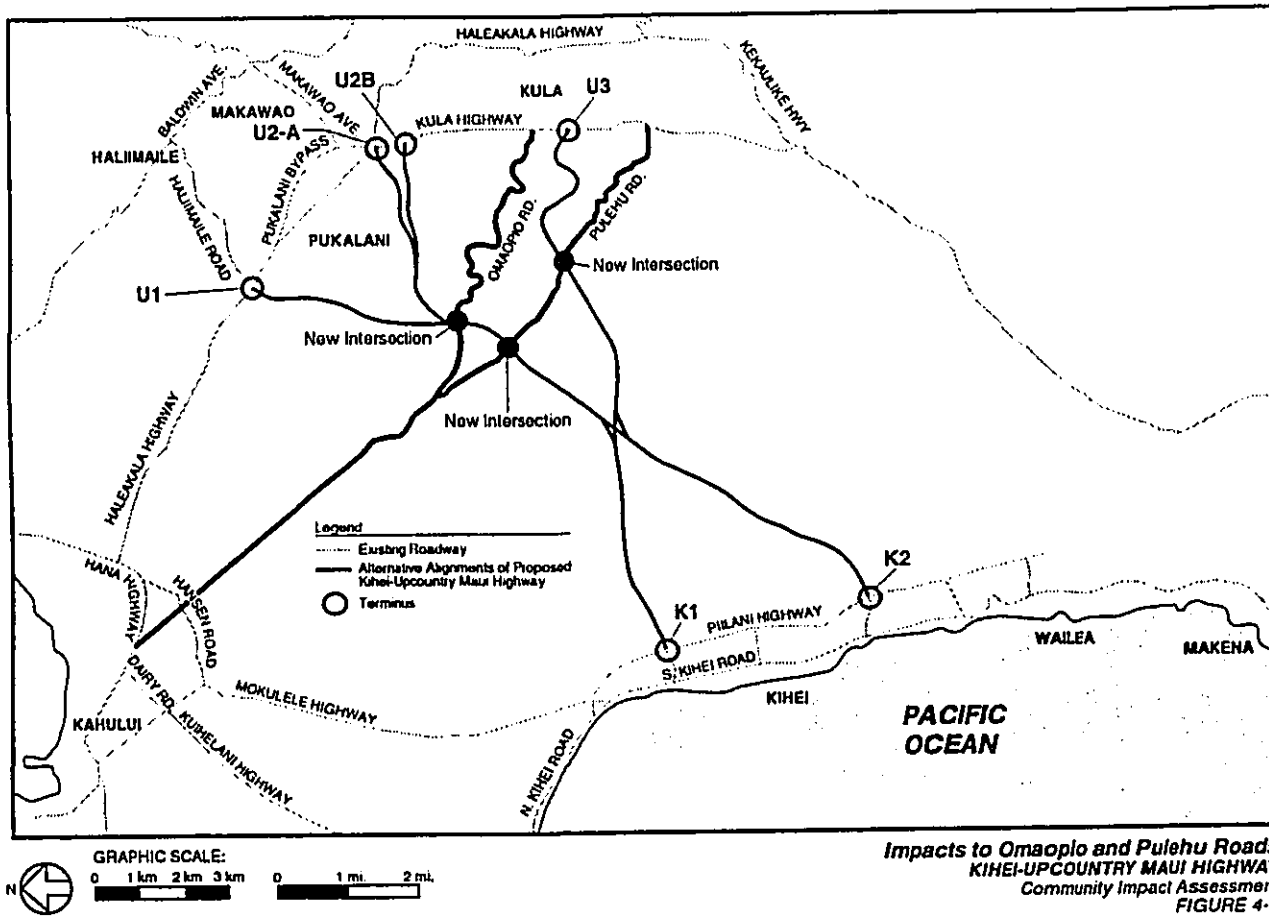 HALEAKALA HIGHWAY
KEKAULIKE HWY
BALDWIN AVE.
MAKAWAO AVE
U2B
KULA
U3
MAKAWAO
KULA HIGHWAY
U2-A
HALIIMAILE
PUKALANI BYPASS
HALIIMAILE ROAD
PUKALANI
OMAOPIO RD.
PULEHU RD.
New Intersection
U1
New Intersection
New Intersection
HALEAKALA HIGHWAY
Legend
Existing Roadway
Alternative Alignments of Proposed
Kihei-Upcountry Maui Highway
Terminus
HANA HIGHWAY
HANSEN ROAD
K2
K1
PIILANI HIGHWAY
WAILEA
MAKENA
S. KIHEI ROAD
KIHEI
DAIRY RD.
MOKULELE HIGHWAY
KAHULUI
KUIHELANI HIGHWAY
N. KIHEI ROAD
PACIFIC
OCEAN
N
GRAPHIC SCALE:
0 1 km 2 km 3 km
0 1 mi. 2 mi.
Impacts to Omaopio and Pulehu Road
KIHEI-UPCOUNTRY MAUI HIGHWA
Community Impact Assessmen
FIGURE 4-